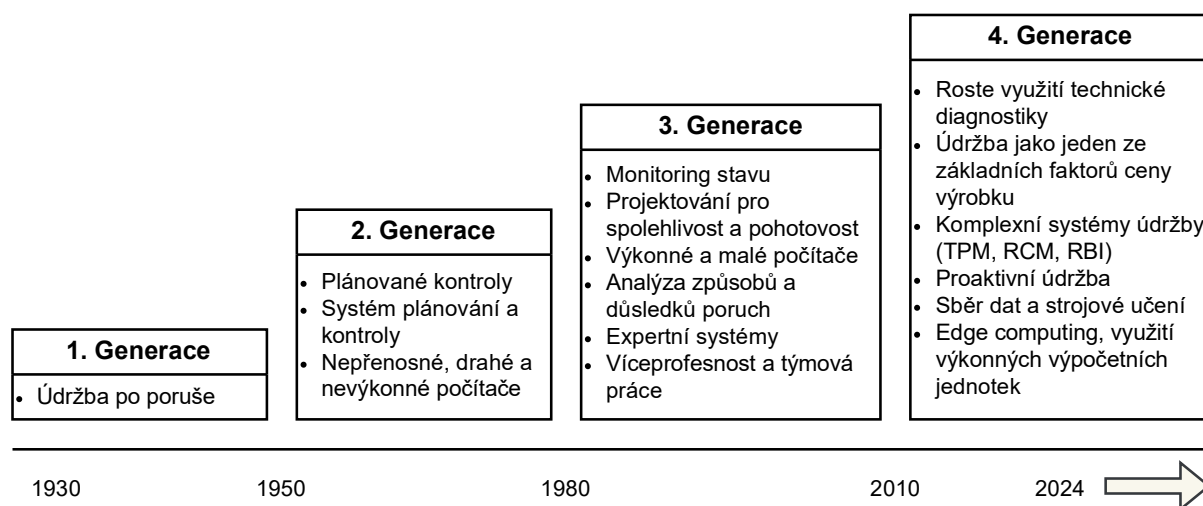 1. Generace
• Údržba po poruše
2. Generace
• Plánované kontroly
• Systém plánování a
kontroly
• Nepřenosné, drahé a
nevýkonné počítače
3. Generace
• Monitoring stavu
• Projektování pro
spolehlivost a pohotovost
• Výkonné a malé počítače
• Analýza způsobů a
důsledků poruch
• Expertní systémy
• Víceprofesnost a týmová
práce
4. Generace
• Roste využití technické
diagnostiky
• Údržba jako jeden ze
základních faktorů ceny
výrobku
• Komplexní systémy údržby
(TPM, RCM, RBI)
• Proaktivní údržba
• Sběr dat a strojové učení
• Edge computing, využití
výkonných výpočetních
jednotek
1930 1950 1980 2010 2024